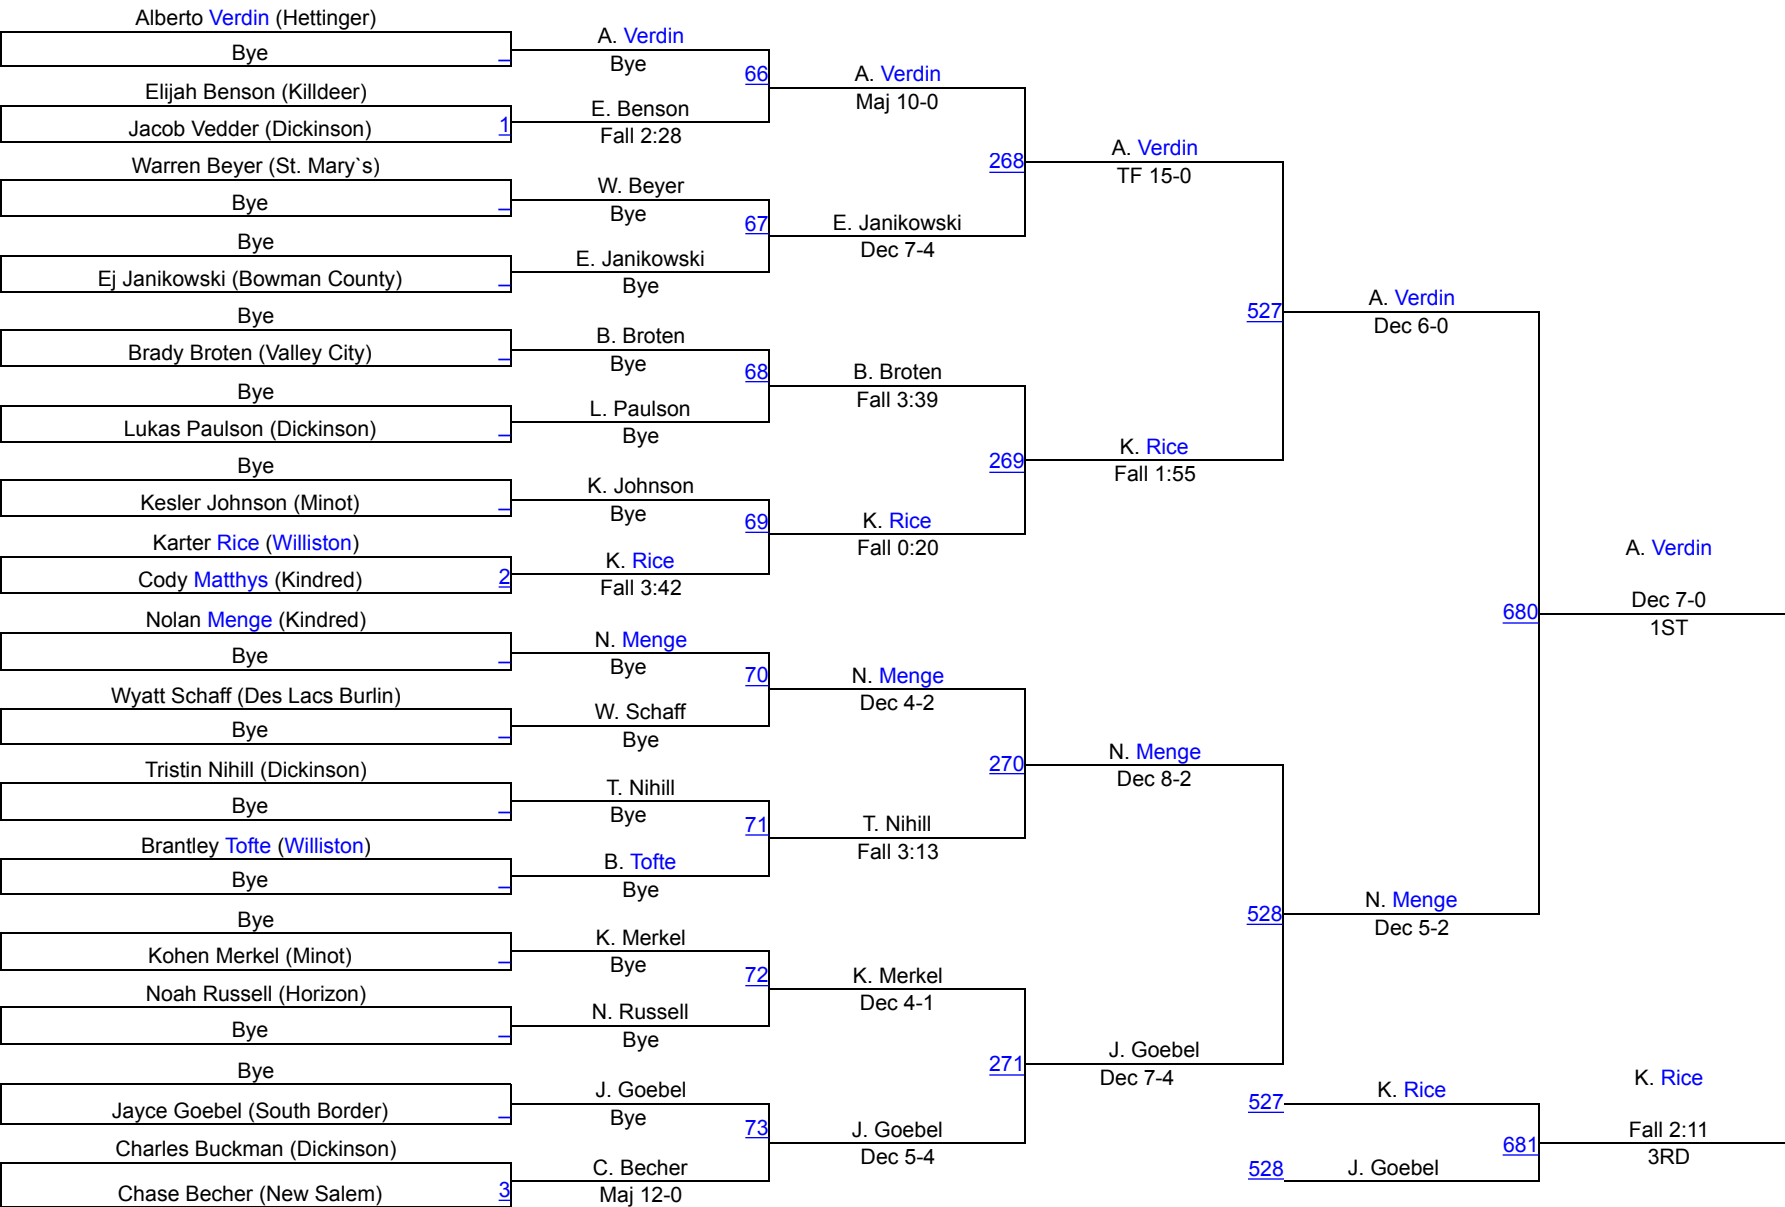 Alberto Verdin (Hettinger)
Bye
Elijah Benson (Killdeer)
Jacob Vedder (Dickinson) 1
Warren Beyer (St. Mary`s)
Bye
Bye
Ej Janikowski (Bowman County)
Bye
Brady Broten (Valley City)
Bye
Lukas Paulson (Dickinson)
Bye
Kesler Johnson (Minot)
Karter Rice (Williston)
Cody Matthys (Kindred) 2
Nolan Menge (Kindred)
Bye
Wyatt Schaff (Des Lacs Burlin)
Bye
Tristin Nihill (Dickinson)
Bye
Brantley Tofte (Williston)
Bye
Bye
Kohen Merkel (Minot)
Noah Russell (Horizon)
Bye
Bye
Jayce Goebel (South Border)
Charles Buckman (Dickinson)
Chase Becher (New Salem) 3
A. Verdin
Bye
66
E. Benson
Fall 2:28
W. Beyer
Bye
67
E. Janikowski
Bye
B. Broten
Bye
68
L. Paulson
Bye
K. Johnson
Bye
69
K. Rice
Fall 3:42
N. Menge
Bye
70
W. Schaff
Bye
T. Nihill
Bye
71
B. Tofte
Bye
K. Merkel
Bye
72
N. Russell
Bye
J. Goebel
Bye
73
C. Becher
Maj 12-0
A. Verdin
Maj 10-0
268
E. Janikowski
Dec 7-4
B. Broten
Fall 3:39
269
K. Rice
Fall 0:20
N. Menge
Dec 4-2
270
T. Nihill
Fall 3:13
K. Merkel
Dec 4-1
271
J. Goebel
Dec 5-4
A. Verdin
TF 15-0
527
K. Rice
Fall 1:55
N. Menge
Dec 8-2
528
J. Goebel
Dec 7-4
A. Verdin
Dec 6-0
680
N. Menge
Dec 5-2
A. Verdin
Dec 7-0
1ST
527
K. Rice
681
528
J. Goebel
K. Rice
Fall 2:11
3RD